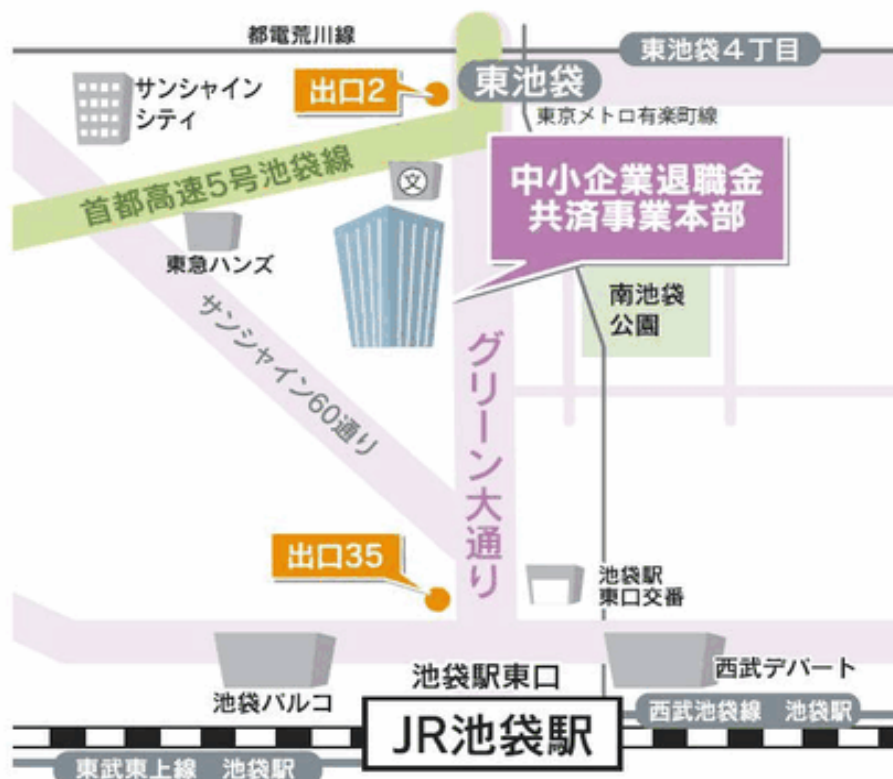 都電荒川線
東池袋4丁目
サンシャイン
シティ
出口2
東池袋
東京メトロ有楽町線
首都高速5号池袋線
文
中小企業退職金
共済事業本部
東急ハンズ
南池袋
公園
サンシャイン60通り
グリーン大通り
出口35
池袋駅
東口交番
池袋パルコ
池袋駅東口
西武デパート
JR池袋駅
西武池袋線 池袋駅
東武東上線 池袋駅